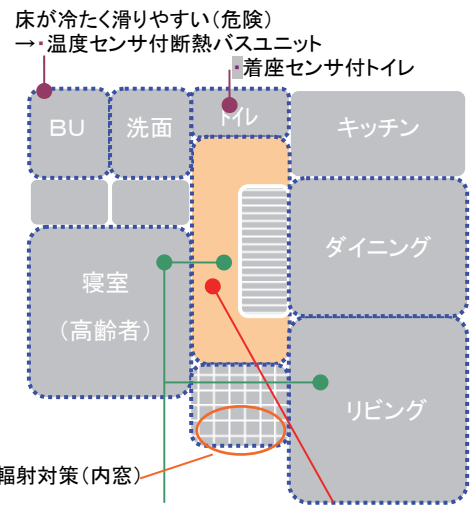 床が冷たく滑りやすい(危険)
→・温度センサ付断熱バスユニット
・着座センサ付トイレ
BU
洗面
トイレ
キッチン
ダイニング
寝室
(高齢者)
リビング
輻射対策(内窓)